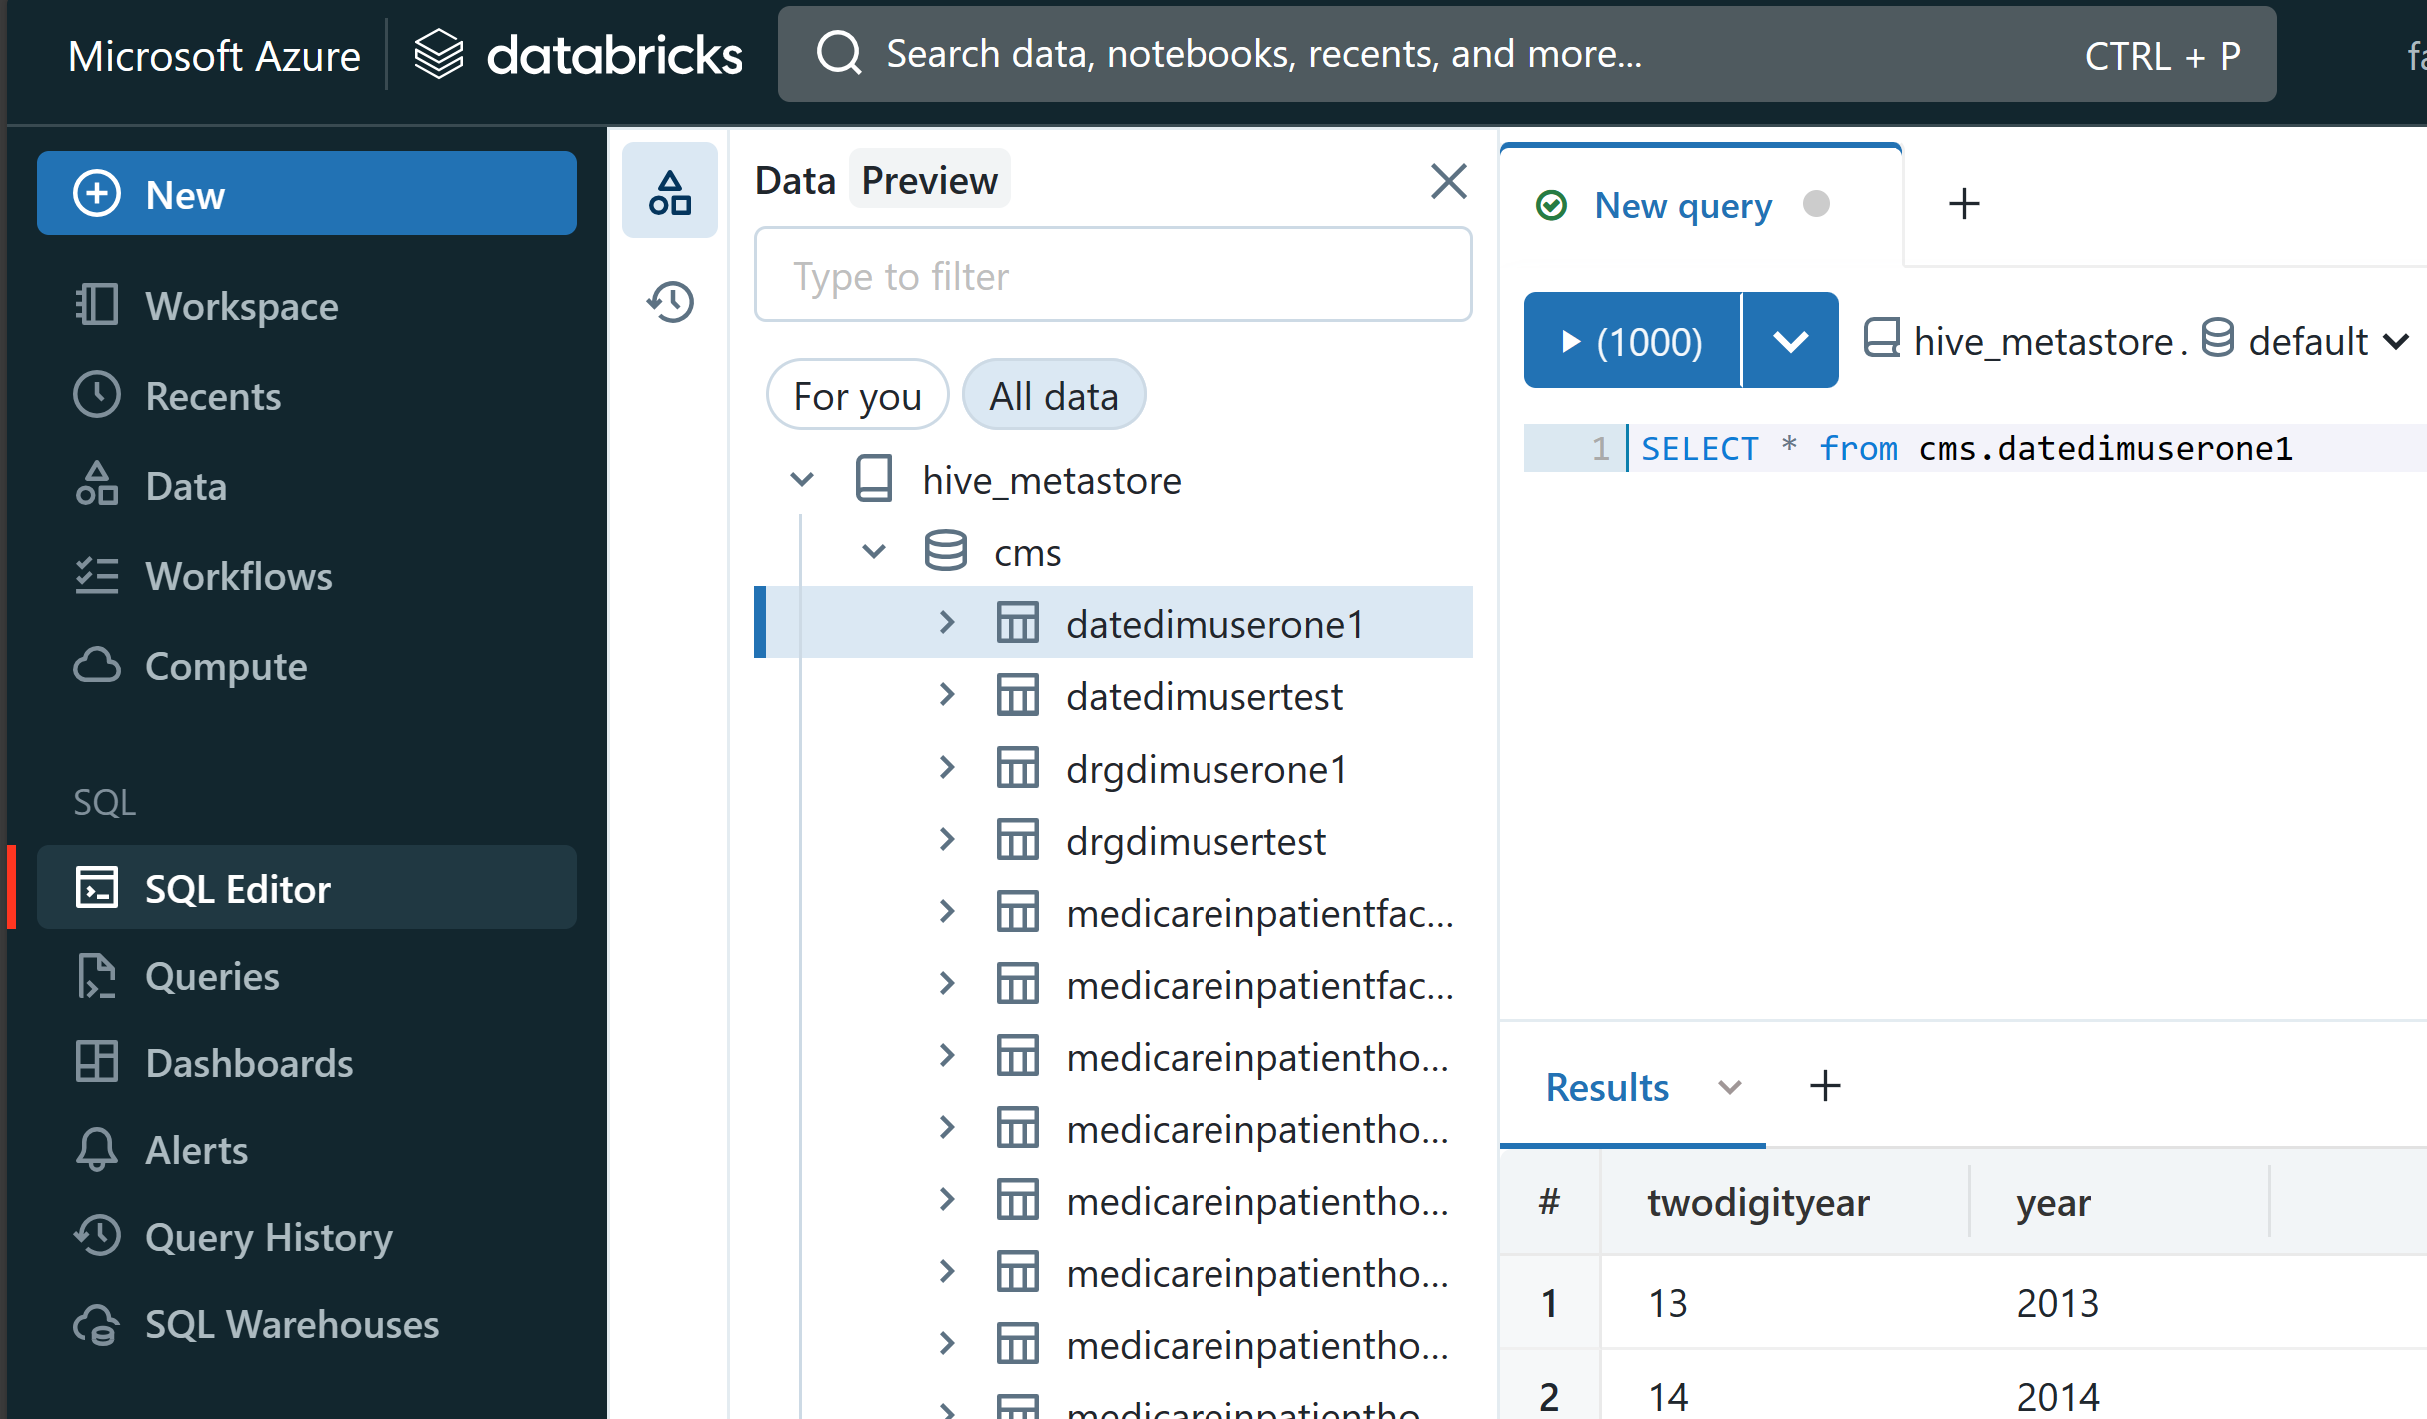 Microsoft Azure
databricks
Search data, notebooks, recents, and more...
CTRL + P
New
Workspace
Recents
Data
Workflows
Compute
SQL
SQL Editor
Queries
Dashboards
Alerts
Query History
SQL Warehouses
Data Preview
Type to filter
For you
All data
hive_metastore
cms
datedimuserone1
datedimusertest
drgdimuserone1
drgdimusertest
medicareinpatientfac...
medicareinpatientfac...
medicareinpatientho...
medicareinpatientho...
medicareinpatientho...
medicareinpatientho...
medicareinpatientho...
medicareinpatientho
New query
(1000)
hive_metastore. default
1 SELECT * from cms.datedimuserone1
Results
# twodigityear year
1 13 2013
2 14 2014